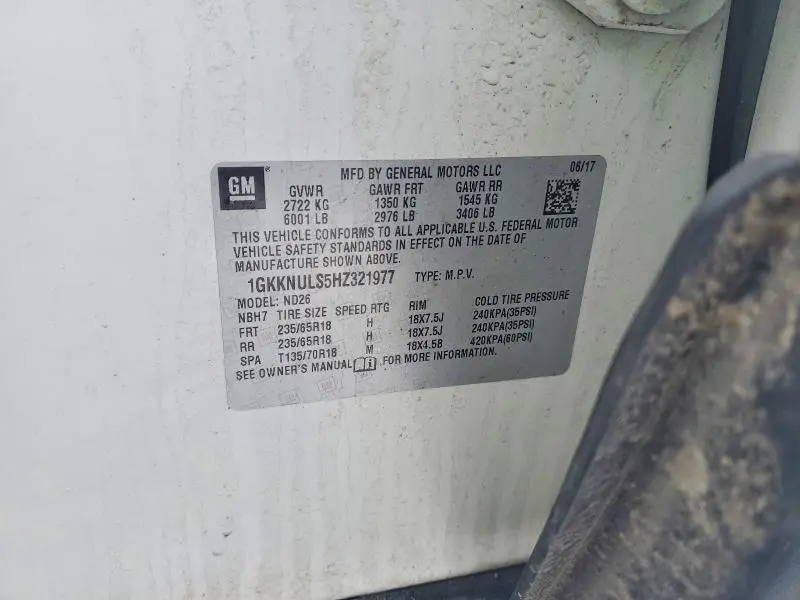 GM
MFD BY GENERAL MOTORS LLC 06/17
GVWR GAWR FRT GAWR RR
2722 KG 1350 KG 1545 KG
6001 LB 2976 LB 3406 LB
THIS VEHICLE CONFORMS TO ALL APPLICABLE U.S. FEDERAL MOTOR
VEHICLE SAFETY STANDARDS IN EFFECT ON THE DATE OF
MANUFACTURE SHOWN ABOVE.
1GKKNULS5HZ321977 TYPE: M.P.V.
MODEL: ND26
NBH7 TIRE SIZE SPEED RTG RIM COLD TIRE PRESSURE
FRT 235/65R18 H 18X7.5J 240KPA(35PSI)
RR 235/65R18 H 18X7.5J 240KPA(35PSI)
SPA T135/70R18 M 18X4.5B 420KPA(60PSI)
SEE OWNER'S MANUAL FOR MORE INFORMATION.